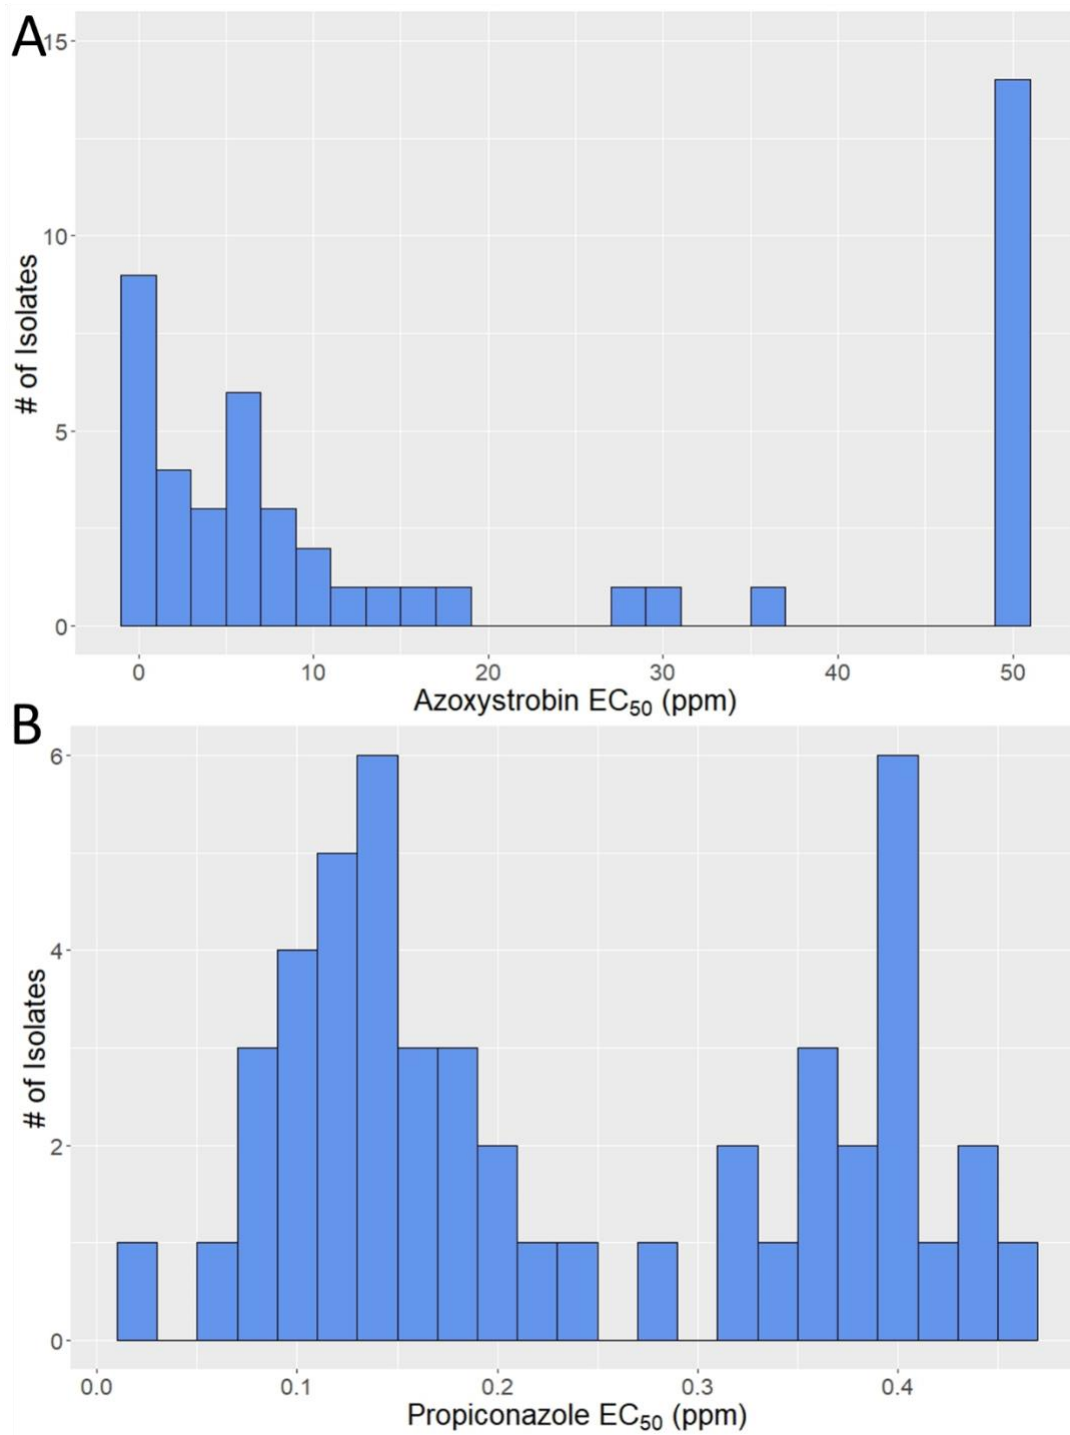 A
15
10
5
0
# of Isolates
0 10 20 30 40 50
Azoxystrobin EC₅₀ (ppm)
B
6
4
2
0
# of Isolates
0.0 0.1 0.2 0.3 0.4
Propiconazole EC₅₀ (ppm)